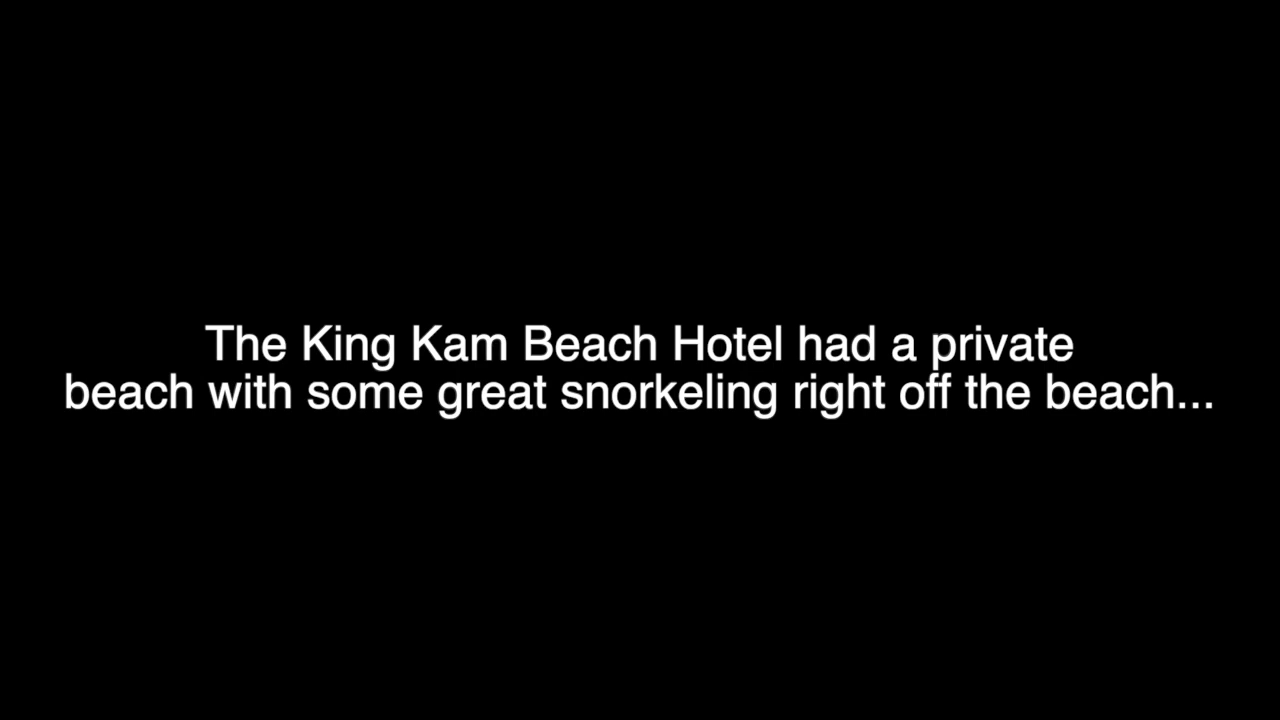 The King Kam Beach Hotel had a private
beach with some great snorkeling right off the beach...